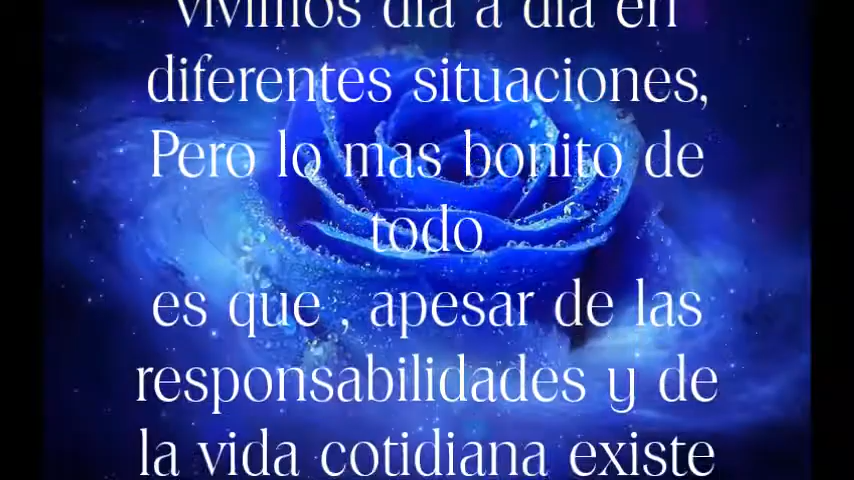 vivimos dia a dia en
diferentes situaciones,
Pero lo mas bonito de
todo
es que , apesar de las
responsabilidades y de
la vida cotidiana existe